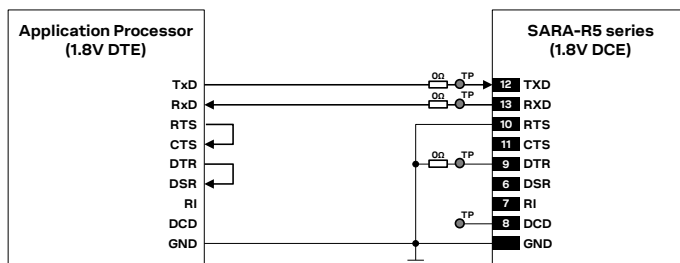 Application Processor
(1.8V DTE)
SARA-R5 series
(1.8V DCE)
TxD 0Ω TP 12 TXD
RxD 0Ω TP 13 RXD
RTS 10 RTS
CTS 11 CTS
DTR 0Ω TP 9 DTR
DSR 6 DSR
RI 7 RI
DCD TP 8 DCD
GND GND